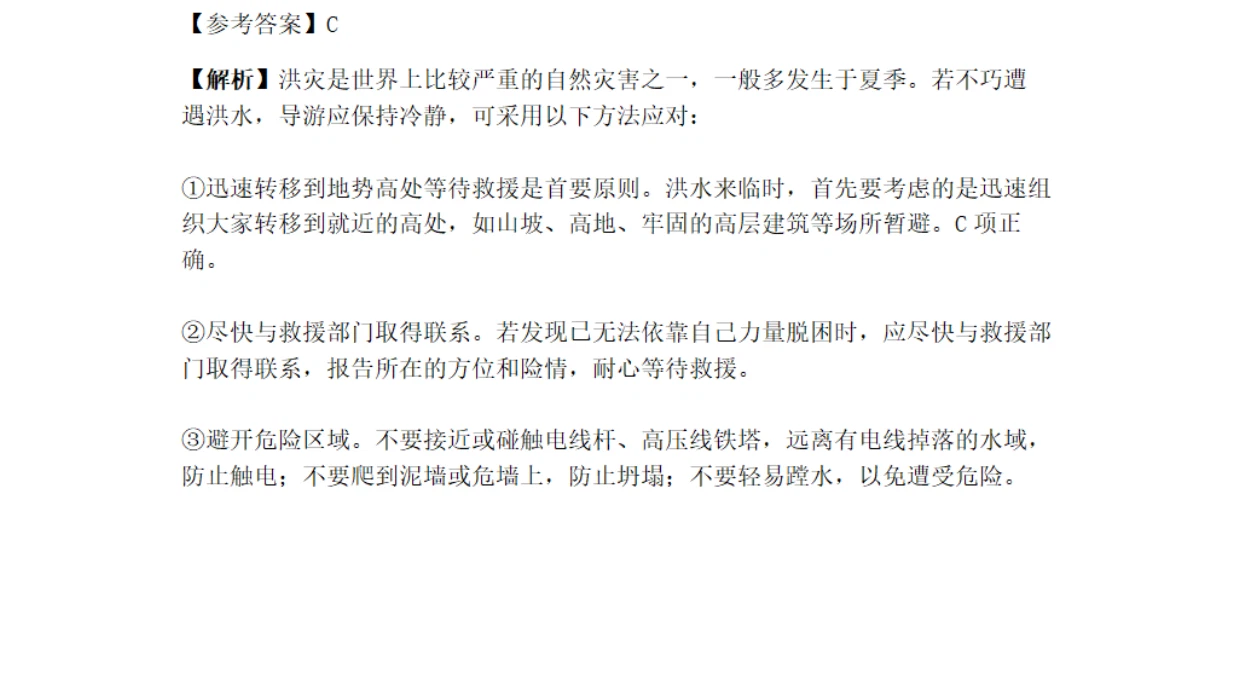 【参考答案】C
【解析】洪灾是世界上比较严重的自然灾害之一，一般多发生于夏季。若不巧遭
遇洪水，导游应保持冷静，可采用以下方法应对：
①迅速转移到地势高处等待救援是首要原则。洪水来临时，首先要考虑的是迅速组
织大家转移到就近的高处，如山坡、高地、牢固的高层建筑等场所暂避。C 项正
确。
②尽快与救援部门取得联系。若发现已无法依靠自己力量脱困时，应尽快与救援部
门取得联系，报告所在的方位和险情，耐心等待救援。
③避开危险区域。不要接近或碰触电线杆、高压线铁塔，远离有电线掉落的水域，
防止触电；不要爬到泥墙或危墙上，防止坍塌；不要轻易蹚水，以免遭受危险。